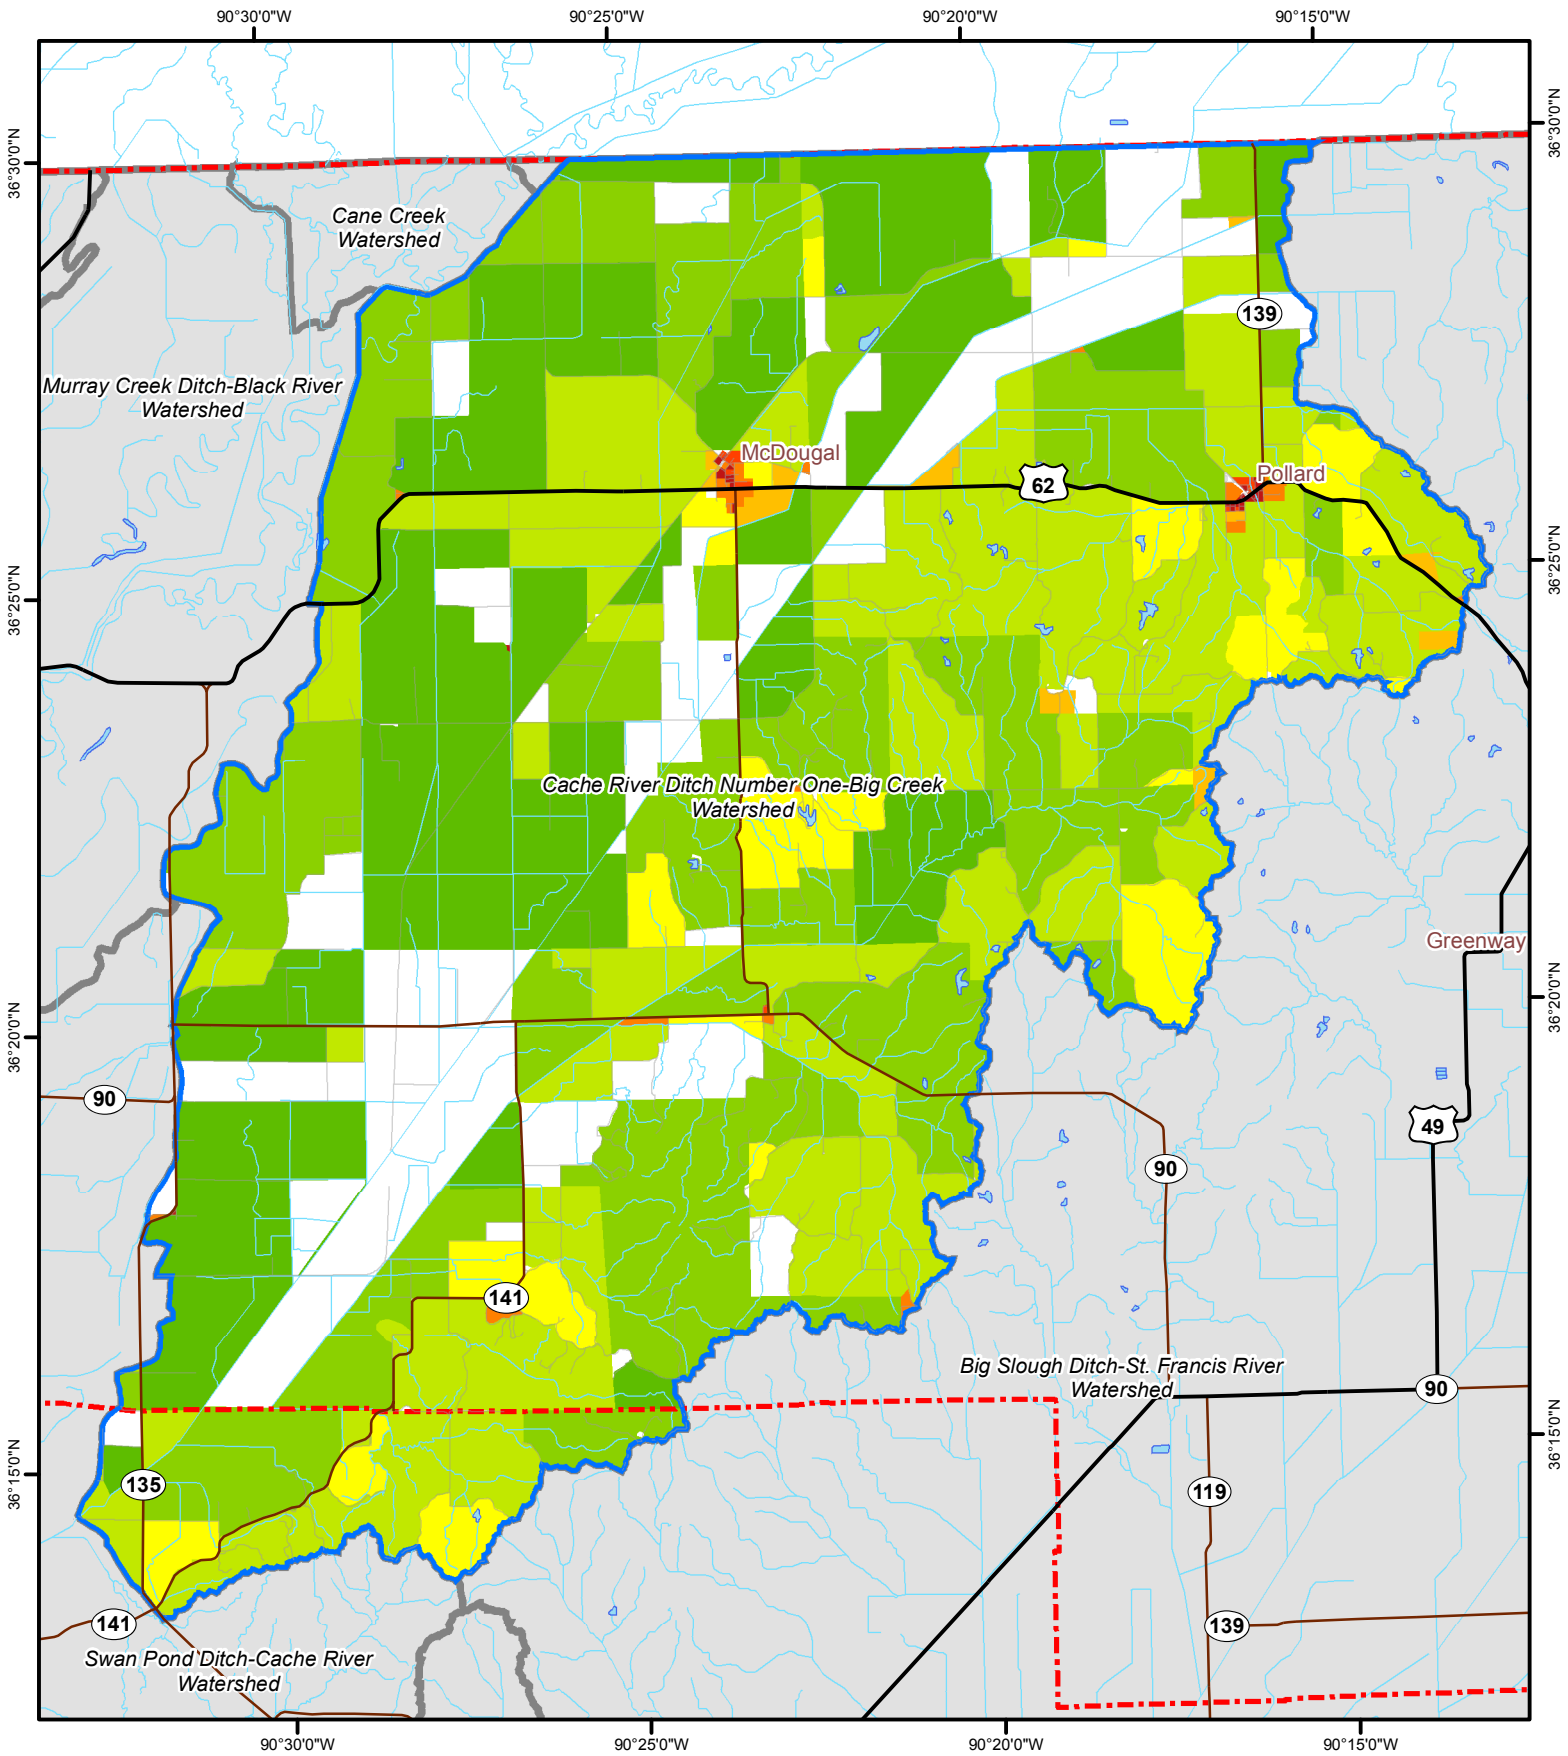 90°30'0"W
90°25'0"W
90°20'0"W
90°15'0"W
36°30'0"N
36°30'0"N
Cane Creek
Watershed
139
Murray Creek Ditch-Black River
Watershed
McDougal
Pollard
62
36°25'0"N
36°25'0"N
Cache River Ditch Number One-Big Creek
Watershed
Greenway
36°20'0"N
36°20'0"N
90
49
90
141
Big Slough Ditch-St. Francis River
Watershed
90
36°15'0"N
36°15'0"N
135
119
141
139
Swan Pond Ditch-Cache River
Watershed
90°30'0"W
90°25'0"W
90°20'0"W
90°15'0"W